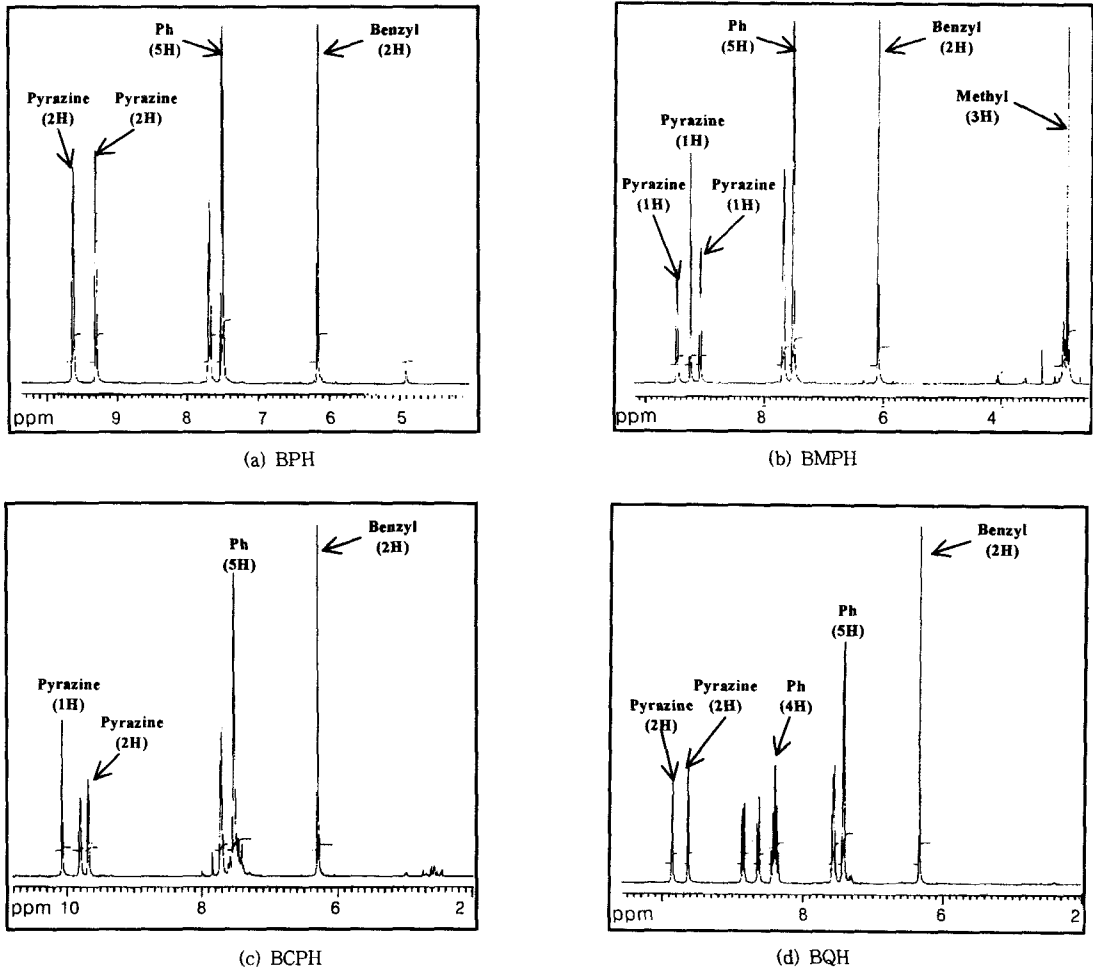 Ph
(5H)
Benzyl
(2H)
Pyrazine
(2H)
Pyrazine
(2H)
ppm 9 8 7 6 5
(a) BPH
Ph
(5H)
Benzyl
(2H)
Methyl
(3H)
Pyrazine
(1H)
Pyrazine
(1H)
Pyrazine
(1H)
ppm 8 6 4
(b) BMPH
Benzyl
(2H)
Ph
(5H)
Pyrazine
(1H)
Pyrazine
(2H)
ppm 10 8 6 2
(c) BCPH
Benzyl
(2H)
Ph
(5H)
Pyrazine
(2H)
Pyrazine
(2H)
Ph
(4H)
ppm 8 6 2
(d) BQH